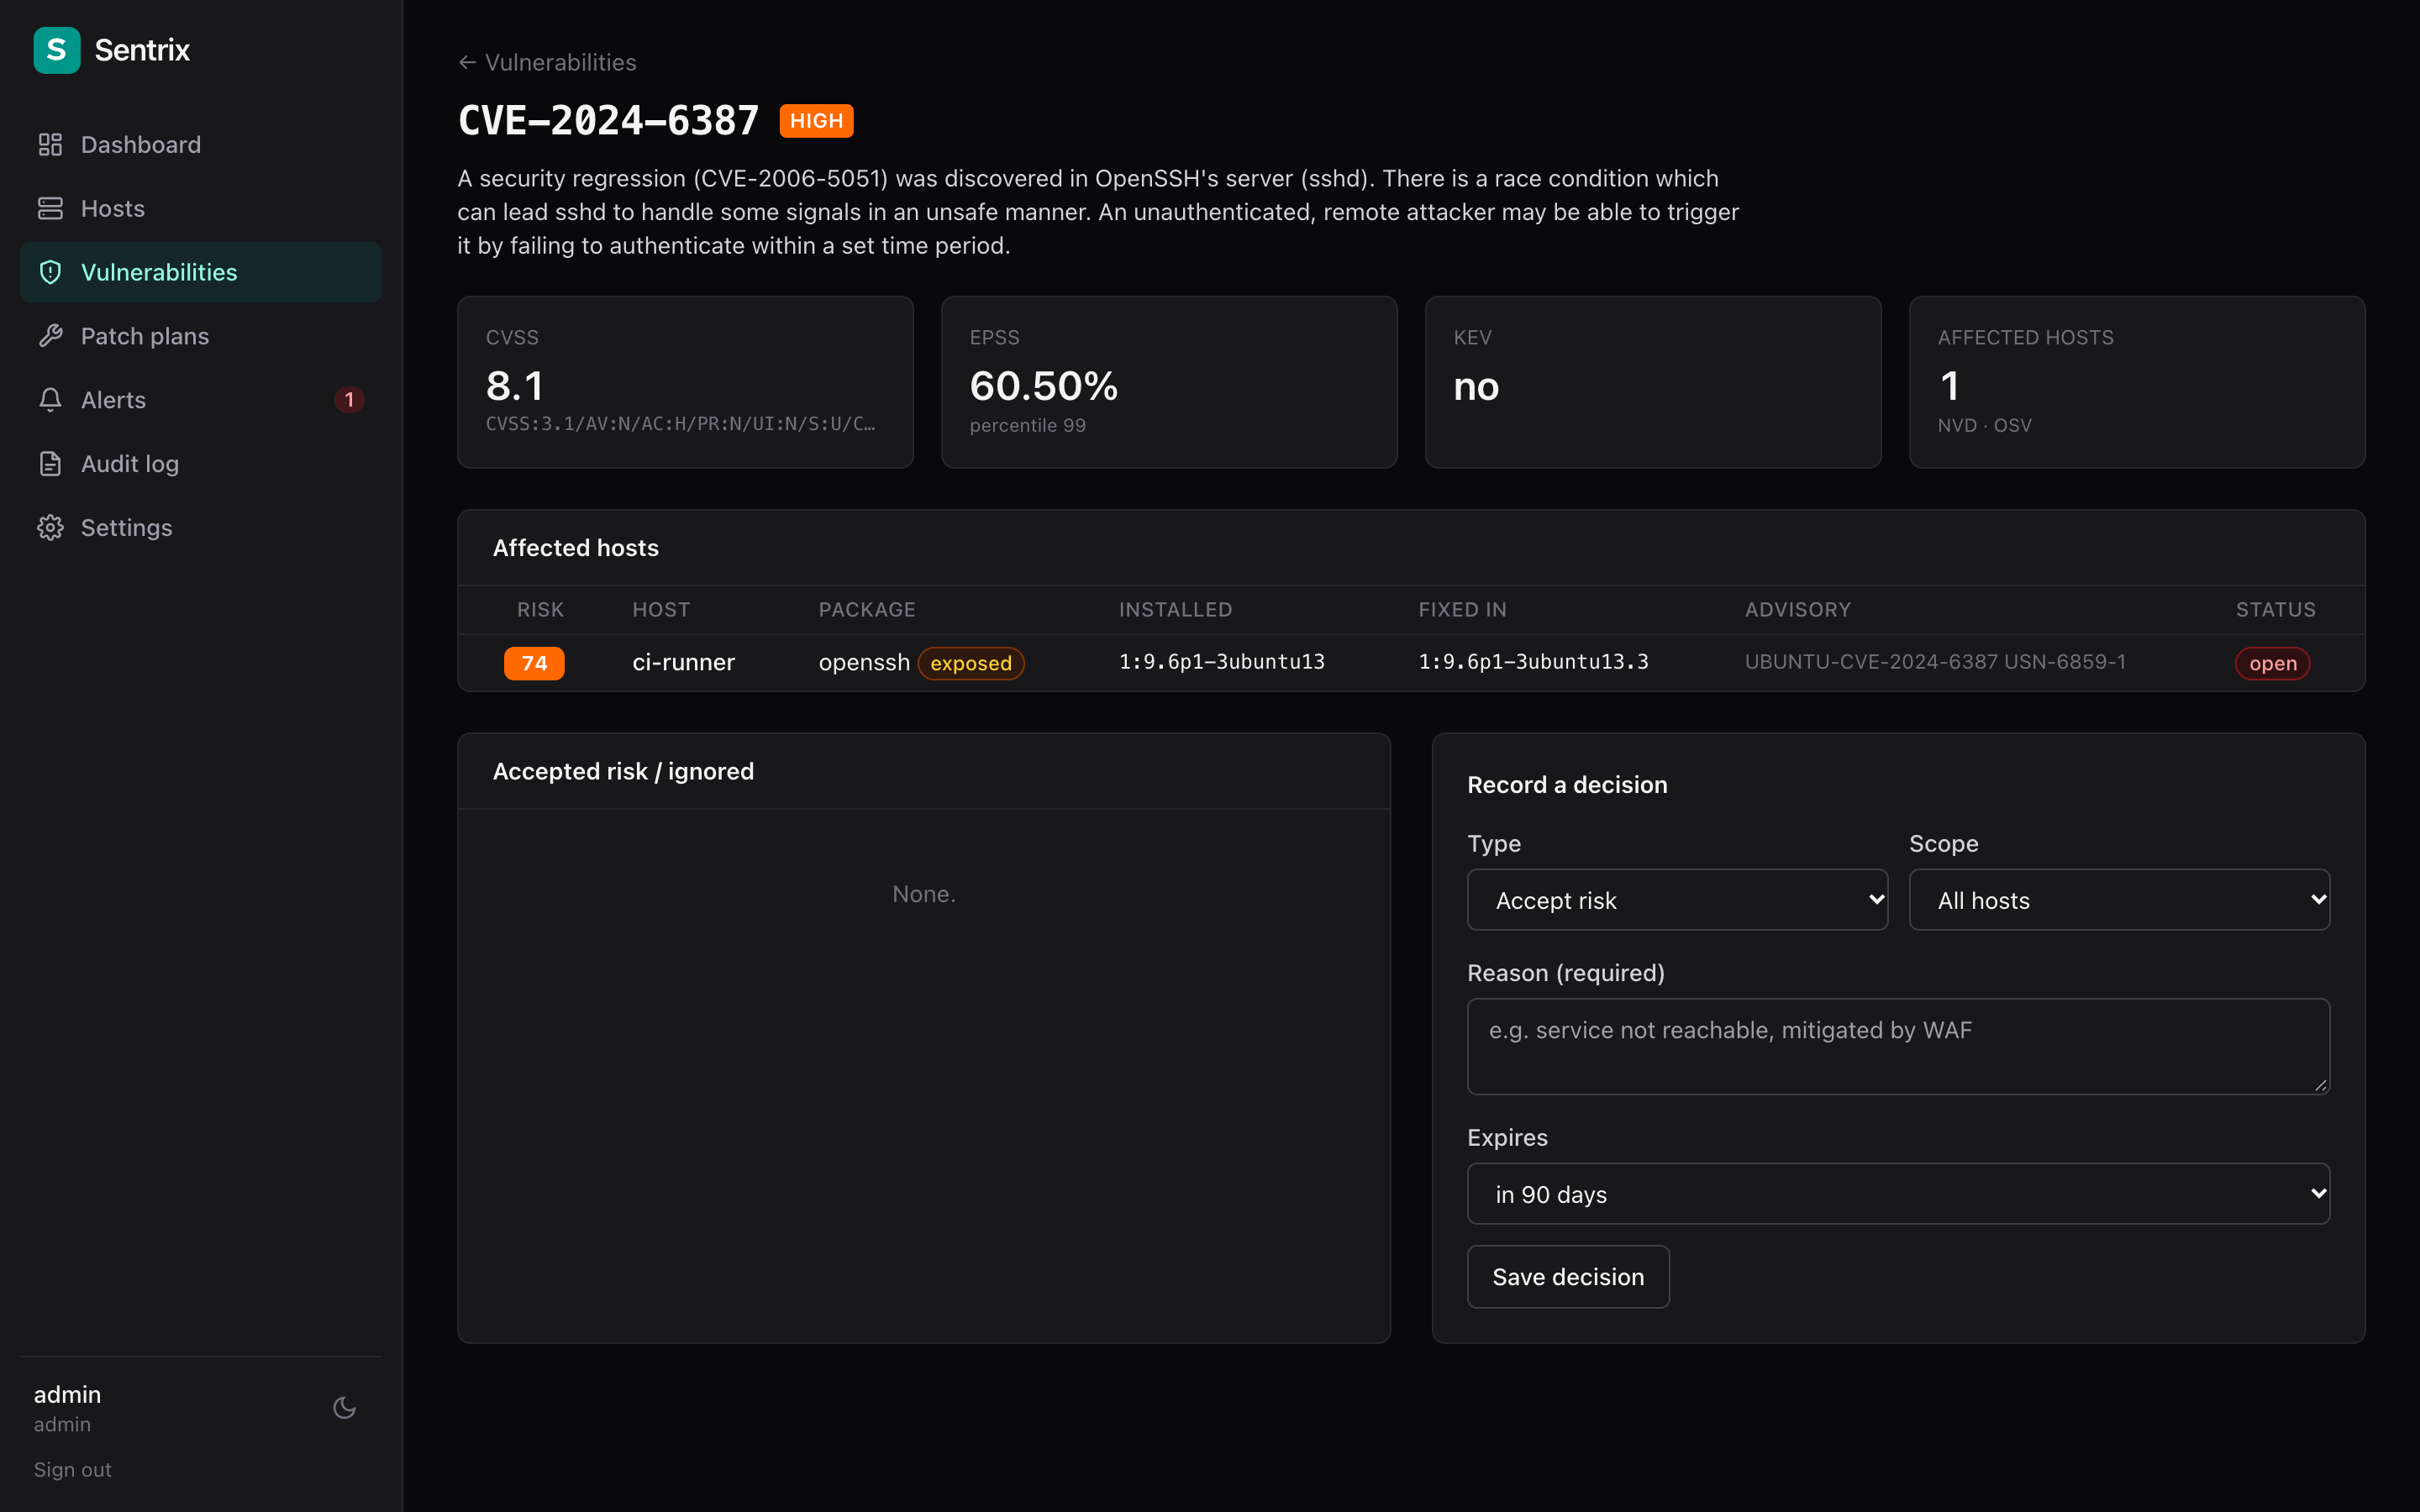 S Sentrix
Dashboard
Hosts
Vulnerabilities
Patch plans
Alerts 1
Audit log
Settings
admin
admin
Sign out
← Vulnerabilities
CVE-2024-6387 HIGH
A security regression (CVE-2006-5051) was discovered in OpenSSH's server (sshd). There is a race condition which
can lead sshd to handle some signals in an unsafe manner. An unauthenticated, remote attacker may be able to trigger
it by failing to authenticate within a set time period.
CVSS
8.1
CVSS:3.1/AV:N/AC:H/PR:N/UI:N/S:U/C…
EPSS
60.50%
percentile 99
KEV
no
AFFECTED HOSTS
1
NVD · OSV
Affected hosts
RISK HOST PACKAGE INSTALLED FIXED IN ADVISORY STATUS
74 ci-runner openssh exposed 1:9.6p1-3ubuntu13 1:9.6p1-3ubuntu13.3 UBUNTU-CVE-2024-6387 USN-6859-1 open
Accepted risk / ignored
None.
Record a decision
Type Scope
Accept risk All hosts
Reason (required)
e.g. service not reachable, mitigated by WAF
Expires
in 90 days
Save decision